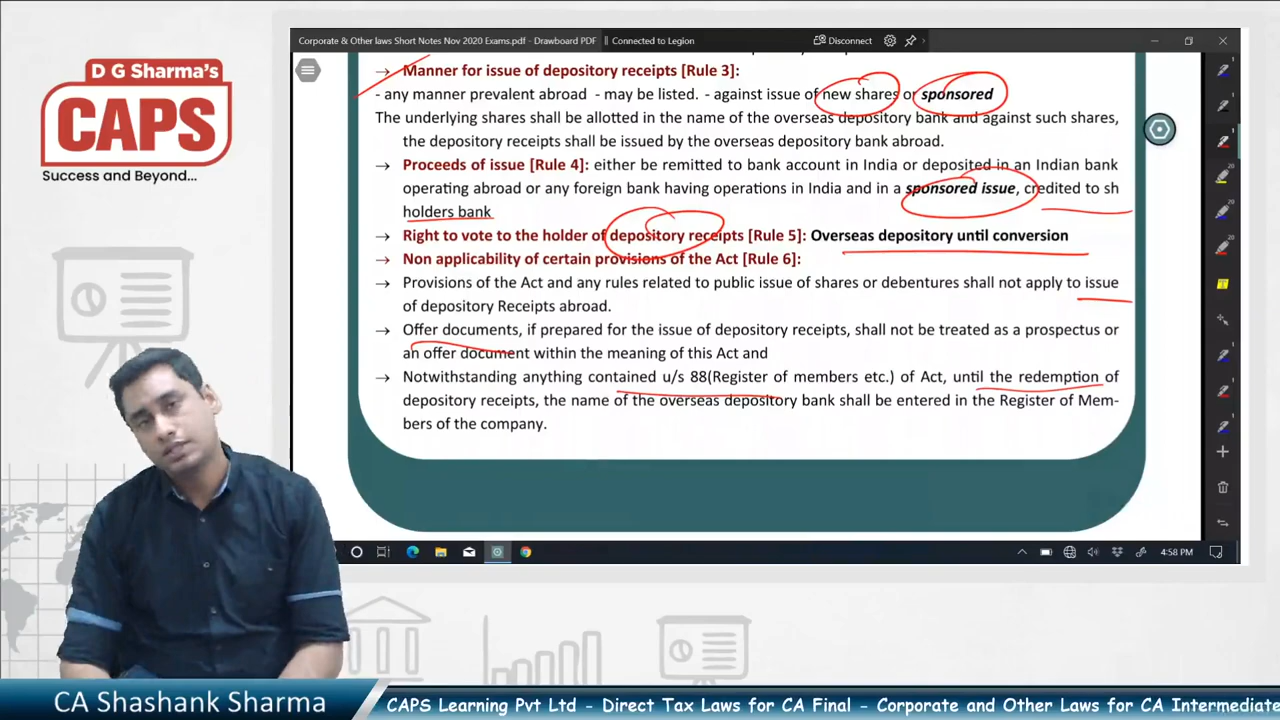 D G Sharma's
CAPS
Success and Beyond...
Corporate & Other laws Short Notes Nov 2020 Exams.pdf - Drawboard PDF
Connected to Legion
Disconnect
→ Manner for issue of depository receipts [Rule 3]:
- any manner prevalent abroad - may be listed. - against issue of new shares or sponsored
The underlying shares shall be allotted in the name of the overseas depository bank and against such shares,
the depository receipts shall be issued by the overseas depository bank abroad.
→ Proceeds of issue [Rule 4]: either be remitted to bank account in India or deposited in an Indian bank
operating abroad or any foreign bank having operations in India and in a sponsored issue, credited to sh
holders bank
→ Right to vote to the holder of depository receipts [Rule 5]: Overseas depository until conversion
→ Non applicability of certain provisions of the Act [Rule 6]:
→ Provisions of the Act and any rules related to public issue of shares or debentures shall not apply to issue
of depository Receipts abroad.
→ Offer documents, if prepared for the issue of depository receipts, shall not be treated as a prospectus or
an offer document within the meaning of this Act and
→ Notwithstanding anything contained u/s 88(Register of members etc.) of Act, until the redemption of
depository receipts, the name of the overseas depository bank shall be entered in the Register of Mem-
bers of the company.
4:58 PM
CA Shashank Sharma
CAPS Learning Pvt Ltd - Direct Tax Laws for CA Final - Corporate and Other Laws for CA Intermediate